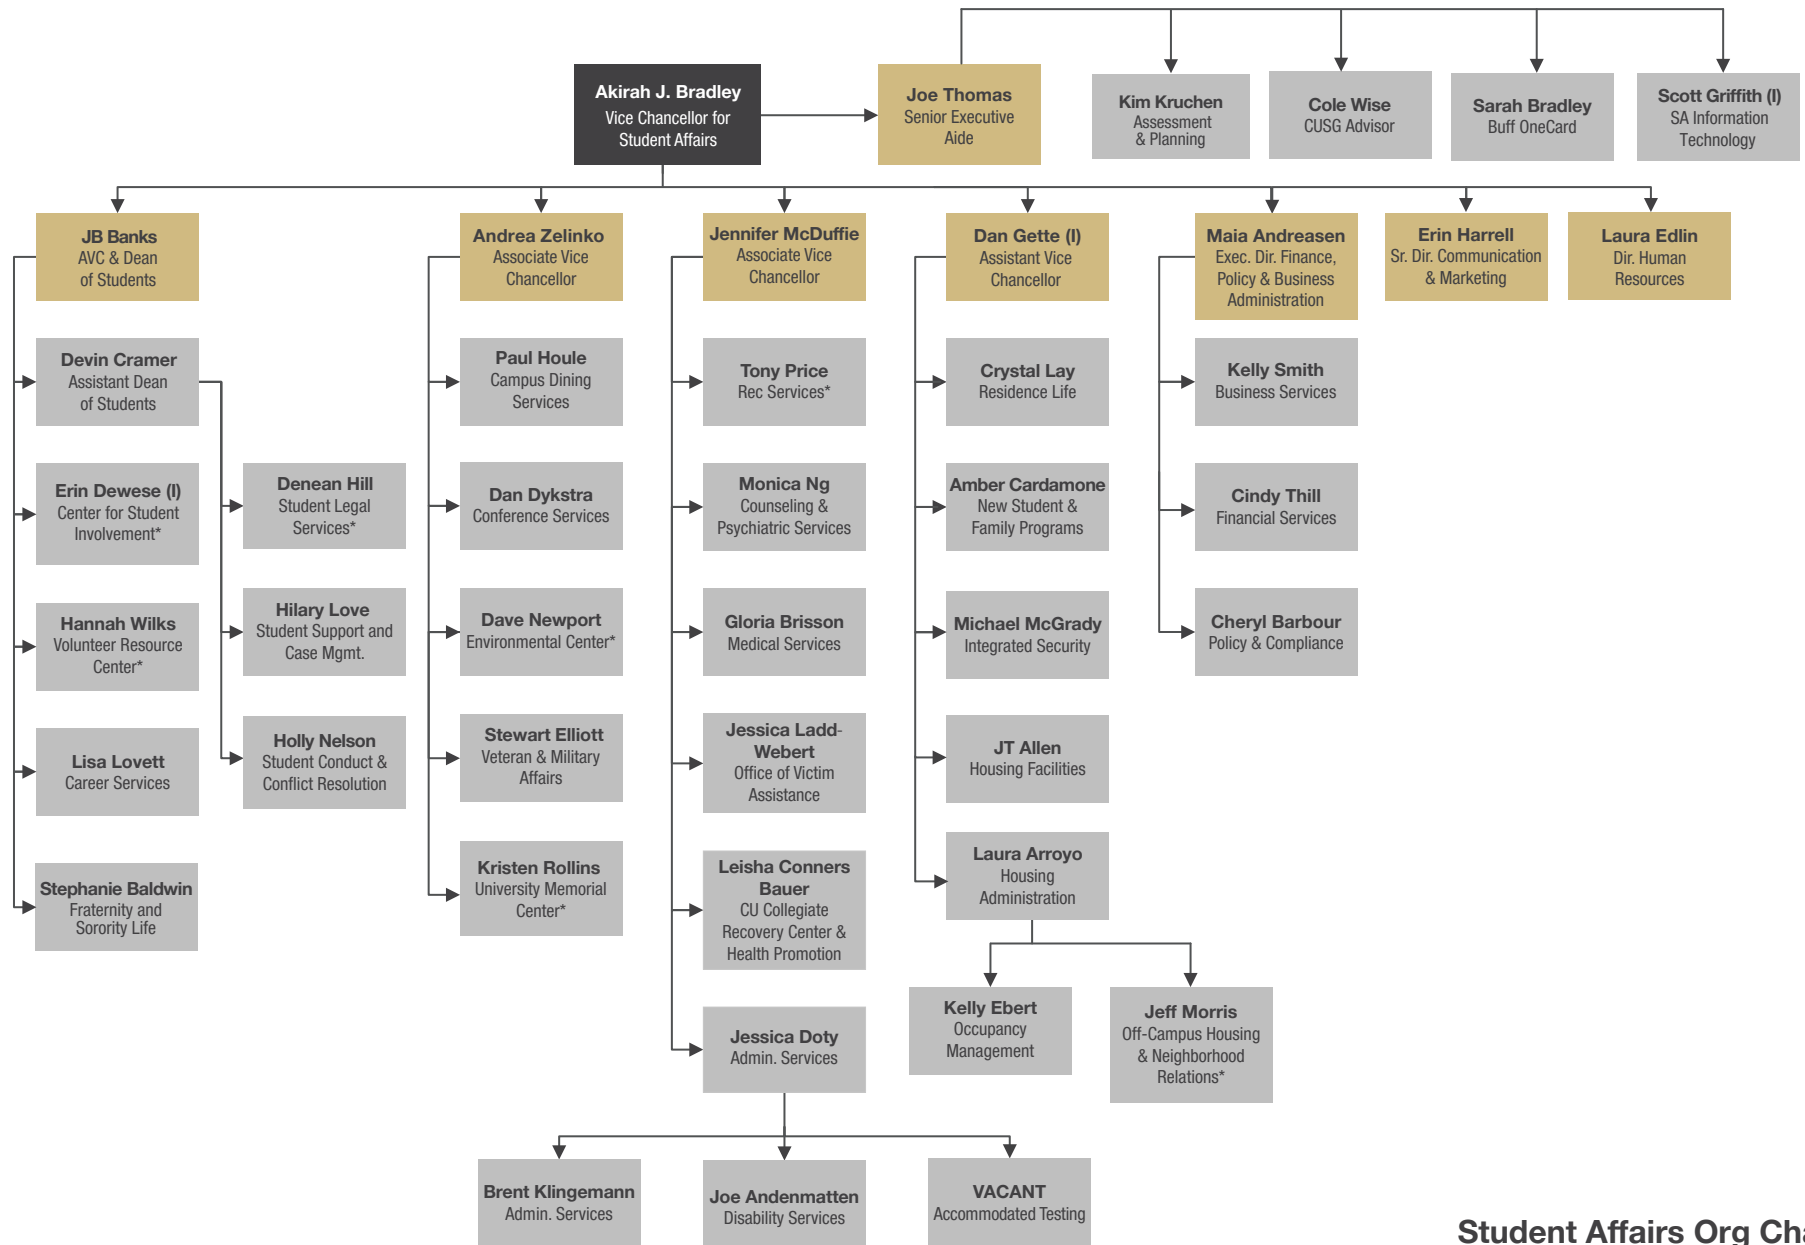 Akirah J. Bradley
Vice Chancellor for
Student Affairs
Joe Thomas
Senior Executive
Aide
Kim Kruchen
Assessment
& Planning
Cole Wise
CUSG Advisor
Sarah Bradley
Buff OneCard
Scott Griffith (I)
SA Information
Technology
JB Banks
AVC & Dean
of Students
Andrea Zelinko
Associate Vice
Chancellor
Jennifer McDuffie
Associate Vice
Chancellor
Dan Gette (I)
Assistant Vice
Chancellor
Maia Andreasen
Exec. Dir. Finance,
Policy & Business
Administration
Erin Harrell
Sr. Dir. Communication
& Marketing
Laura Edlin
Dir. Human
Resources
Devin Cramer
Assistant Dean
of Students
Erin Dewese (I)
Center for Student
Involvement*
Hannah Wilks
Volunteer Resource
Center*
Lisa Lovett
Career Services
Stephanie Baldwin
Fraternity and
Sorority Life
Denean Hill
Student Legal
Services*
Hilary Love
Student Support and
Case Mgmt.
Holly Nelson
Student Conduct &
Conflict Resolution
Paul Houle
Campus Dining
Services
Dan Dykstra
Conference Services
Dave Newport
Environmental Center*
Stewart Elliott
Veteran & Military
Affairs
Kristen Rollins
University Memorial
Center*
Tony Price
Rec Services*
Monica Ng
Counseling &
Psychiatric Services
Gloria Brisson
Medical Services
Jessica Ladd-
Webert
Office of Victim
Assistance
Leisha Conners
Bauer
CU Collegiate
Recovery Center &
Health Promotion
Jessica Doty
Admin. Services
Brent Klingemann
Admin. Services
Joe Andenmatten
Disability Services
VACANT
Accommodated Testing
Crystal Lay
Residence Life
Amber Cardamone
New Student &
Family Programs
Michael McGrady
Integrated Security
JT Allen
Housing Facilities
Laura Arroyo
Housing
Administration
Kelly Ebert
Occupancy
Management
Jeff Morris
Off-Campus Housing
& Neighborhood
Relations*
Kelly Smith
Business Services
Cindy Thill
Financial Services
Cheryl Barbour
Policy & Compliance
Student Affairs Org Cha